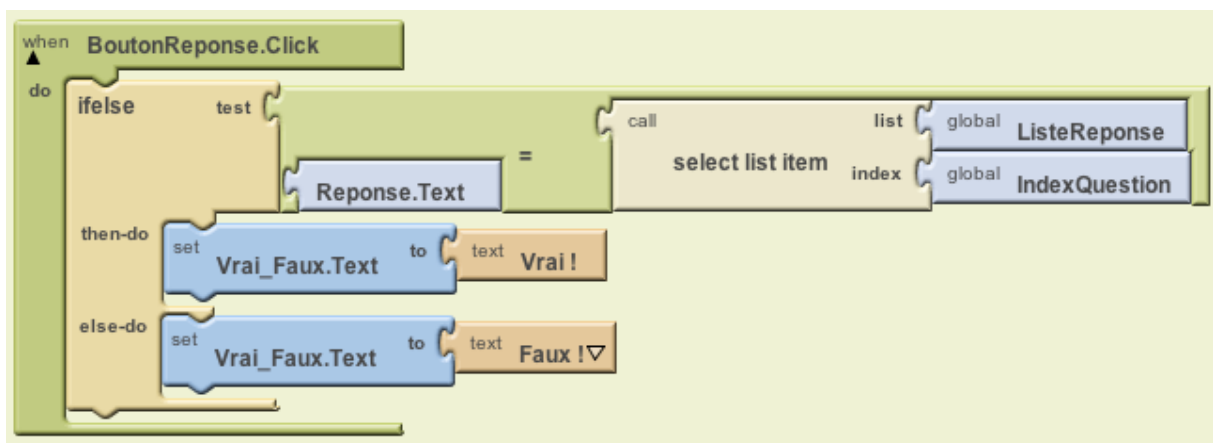 when BoutonReponse.Click
do
ifelse test
call list global ListeReponse
Reponse.Text = select list item index global IndexQuestion
then-do set Vrai_Faux.Text to text Vrai !
else-do set Vrai_Faux.Text to text Faux !